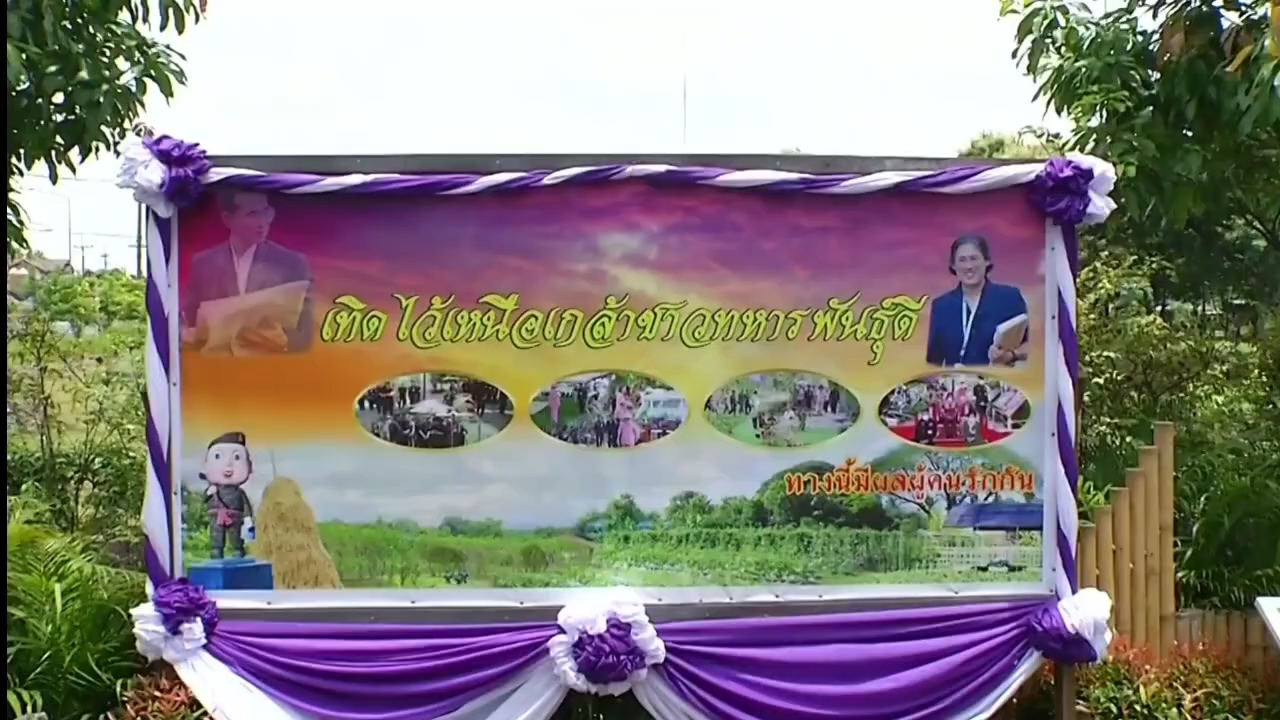 เทิดไว้เหนือเกล้าชาวทหารพันธุ์ดี
ทางนี้มีผลผู้คนรักกัน